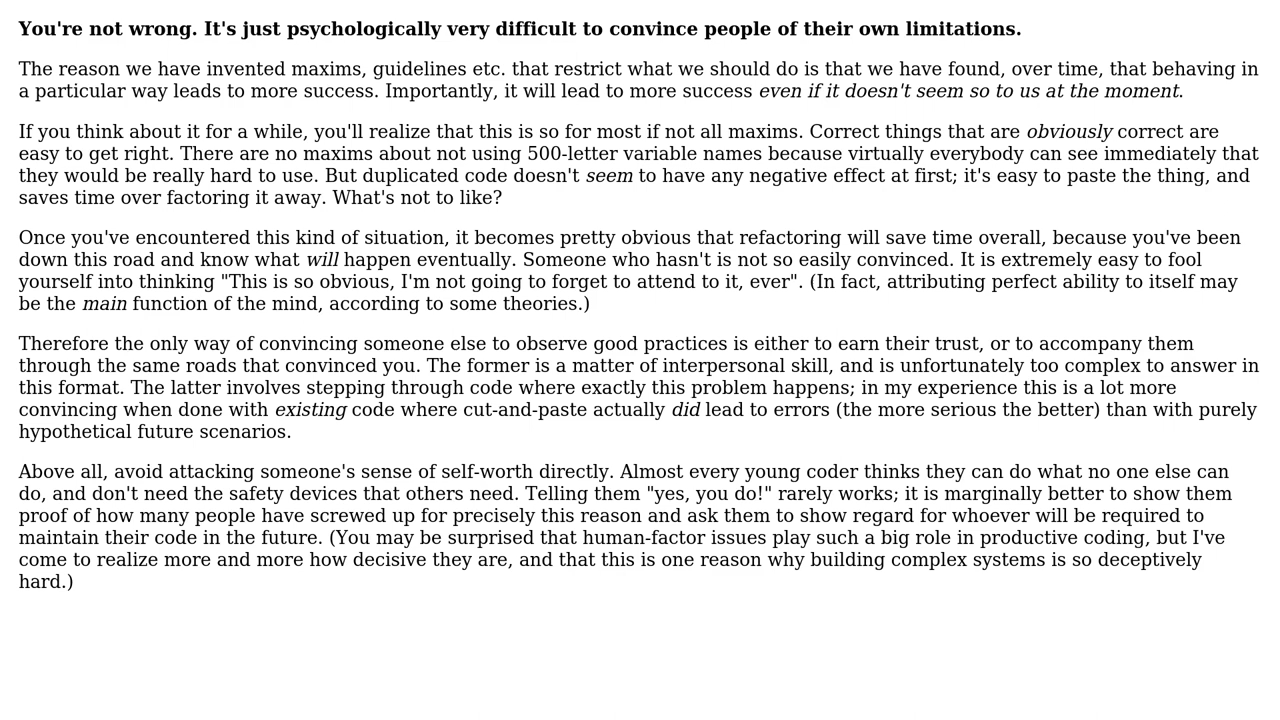 You're not wrong. It's just psychologically very difficult to convince people of their own limitations.
The reason we have invented maxims, guidelines etc. that restrict what we should do is that we have found, over time, that behaving in
a particular way leads to more success. Importantly, it will lead to more success even if it doesn't seem so to us at the moment.
If you think about it for a while, you'll realize that this is so for most if not all maxims. Correct things that are obviously correct are
easy to get right. There are no maxims about not using 500-letter variable names because virtually everybody can see immediately that
they would be really hard to use. But duplicated code doesn't seem to have any negative effect at first; it's easy to paste the thing, and
saves time over factoring it away. What's not to like?
Once you've encountered this kind of situation, it becomes pretty obvious that refactoring will save time overall, because you've been
down this road and know what will happen eventually. Someone who hasn't is not so easily convinced. It is extremely easy to fool
yourself into thinking "This is so obvious, I'm not going to forget to attend to it, ever". (In fact, attributing perfect ability to itself may
be the main function of the mind, according to some theories.)
Therefore the only way of convincing someone else to observe good practices is either to earn their trust, or to accompany them
through the same roads that convinced you. The former is a matter of interpersonal skill, and is unfortunately too complex to answer in
this format. The latter involves stepping through code where exactly this problem happens; in my experience this is a lot more
convincing when done with existing code where cut-and-paste actually did lead to errors (the more serious the better) than with purely
hypothetical future scenarios.
Above all, avoid attacking someone's sense of self-worth directly. Almost every young coder thinks they can do what no one else can
do, and don't need the safety devices that others need. Telling them "yes, you do!" rarely works; it is marginally better to show them
proof of how many people have screwed up for precisely this reason and ask them to show regard for whoever will be required to
maintain their code in the future. (You may be surprised that human-factor issues play such a big role in productive coding, but I've
come to realize more and more how decisive they are, and that this is one reason why building complex systems is so deceptively
hard.)